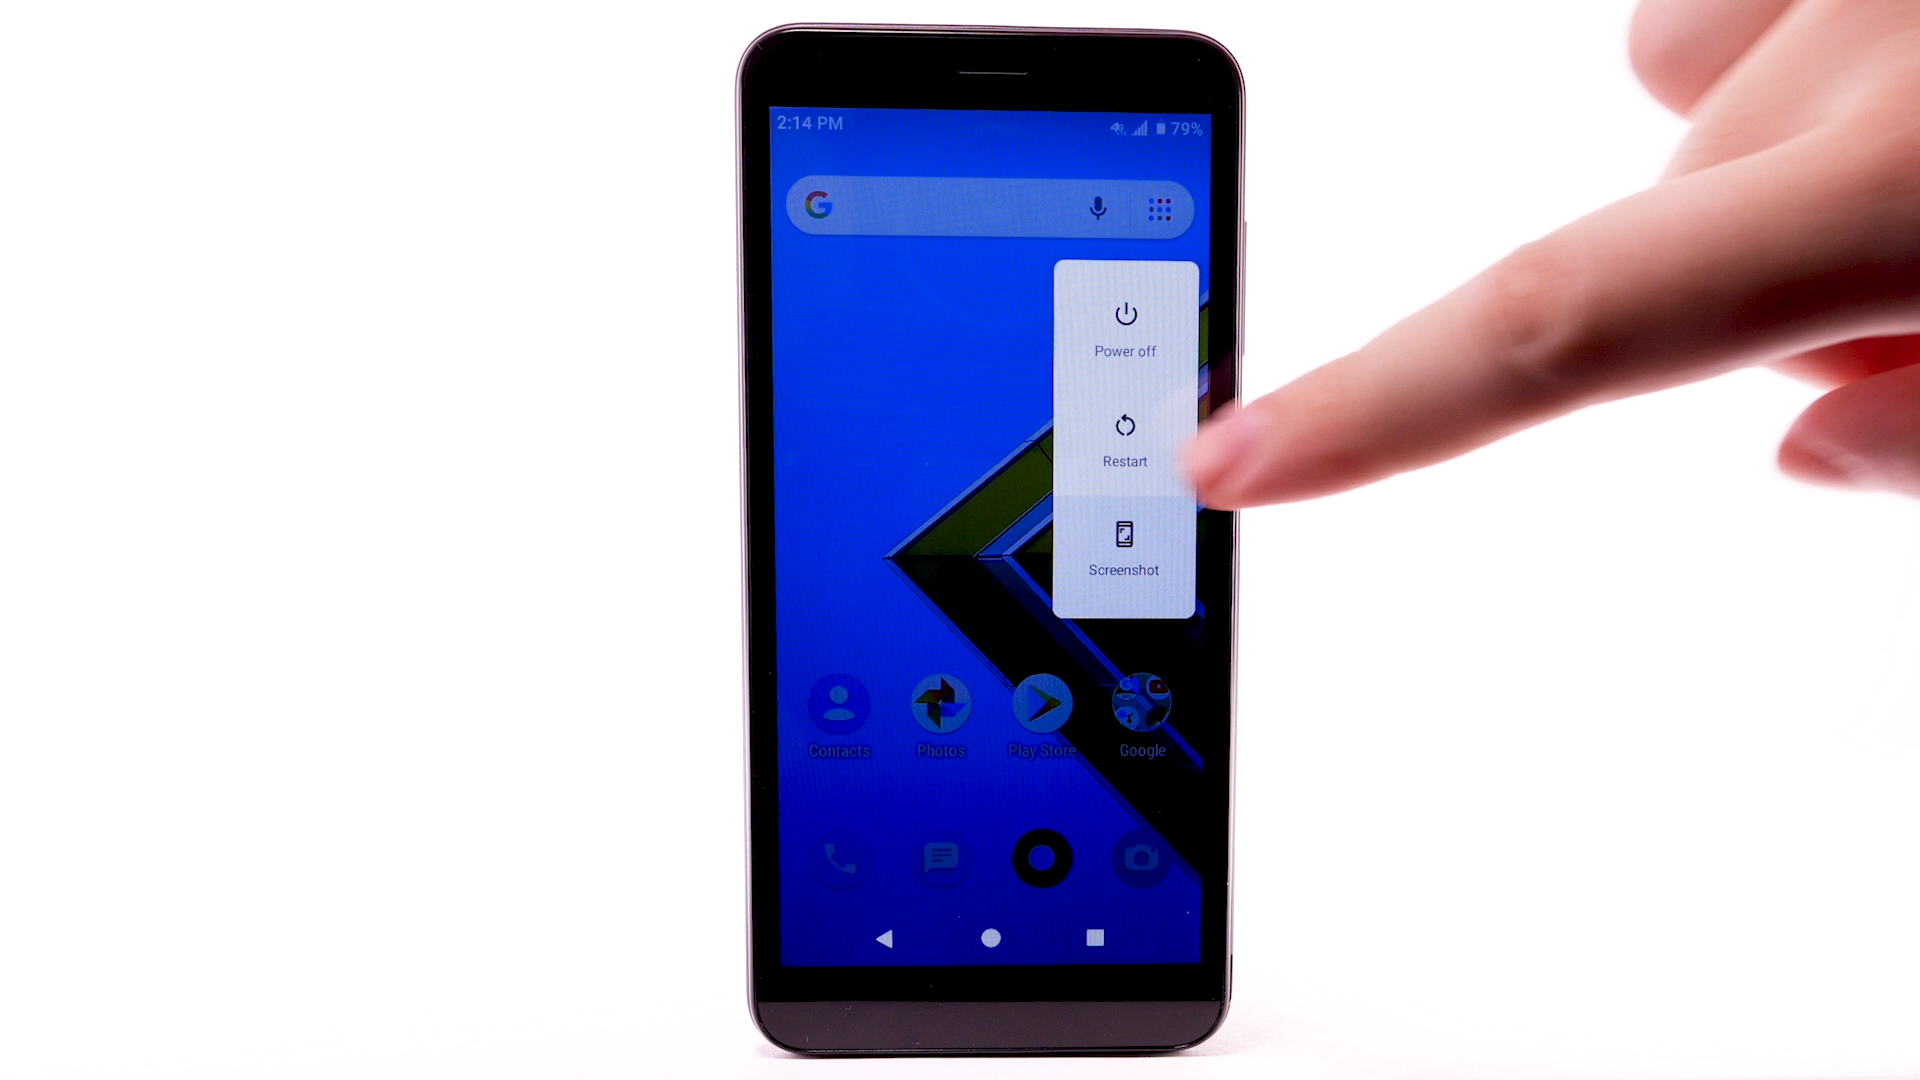 2:14 PM 79%
G
Power off
Restart
Screenshot
Contacts Photos Play Store Google